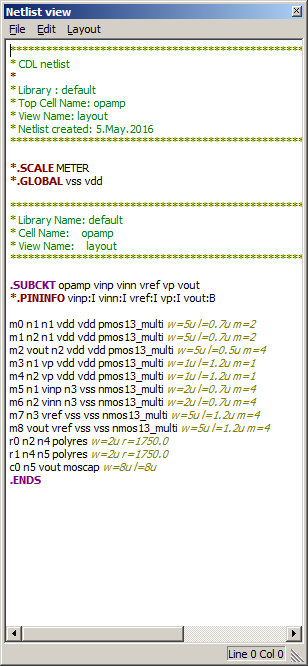 Netlist view
File Edit Layout
************************************************
* CDL netlist
*
* Library : default
* Top Cell Name: opamp
* View Name: layout
* Netlist created: 5.May.2016
************************************************
*.SCALE METER
*.GLOBAL vss vdd
************************************************
* Library Name: default
* Cell Name: opamp
* View Name: layout
************************************************
.SUBCKT opamp vinp vinn vref vp vout
*.PININFO vinp:I vinn:I vref:I vp:I vout:B
m0 n1 n1 vdd vdd pmos13_multi w=5u l=0.7u m=2
m1 n2 n1 vdd vdd pmos13_multi w=5u l=0.7u m=2
m2 vout n2 vdd vdd pmos13_multi w=5u l=0.5u m=4
m3 n1 vp vdd vdd pmos13_multi w=1u l=1.2u m=1
m4 n2 vp vdd vdd pmos13_multi w=1u l=1.2u m=1
m5 n1 vinp n3 vss nmos13_multi w=5u l=0.7u m=4
m6 n2 vinn n3 vss nmos13_multi w=5u l=0.7u m=4
m7 n3 vref vss vss nmos13_multi w=5u l=1.2u m=4
m8 vout vref vss vss nmos13_multi w=5u l=1.2u m=4
r0 n2 n4 polyres w=2u r=1750.0
r1 n4 n5 polyres w=2u r=1750.0
c0 n5 vout moscap w=8u l=8u
.ENDS
Line 0 Col 0